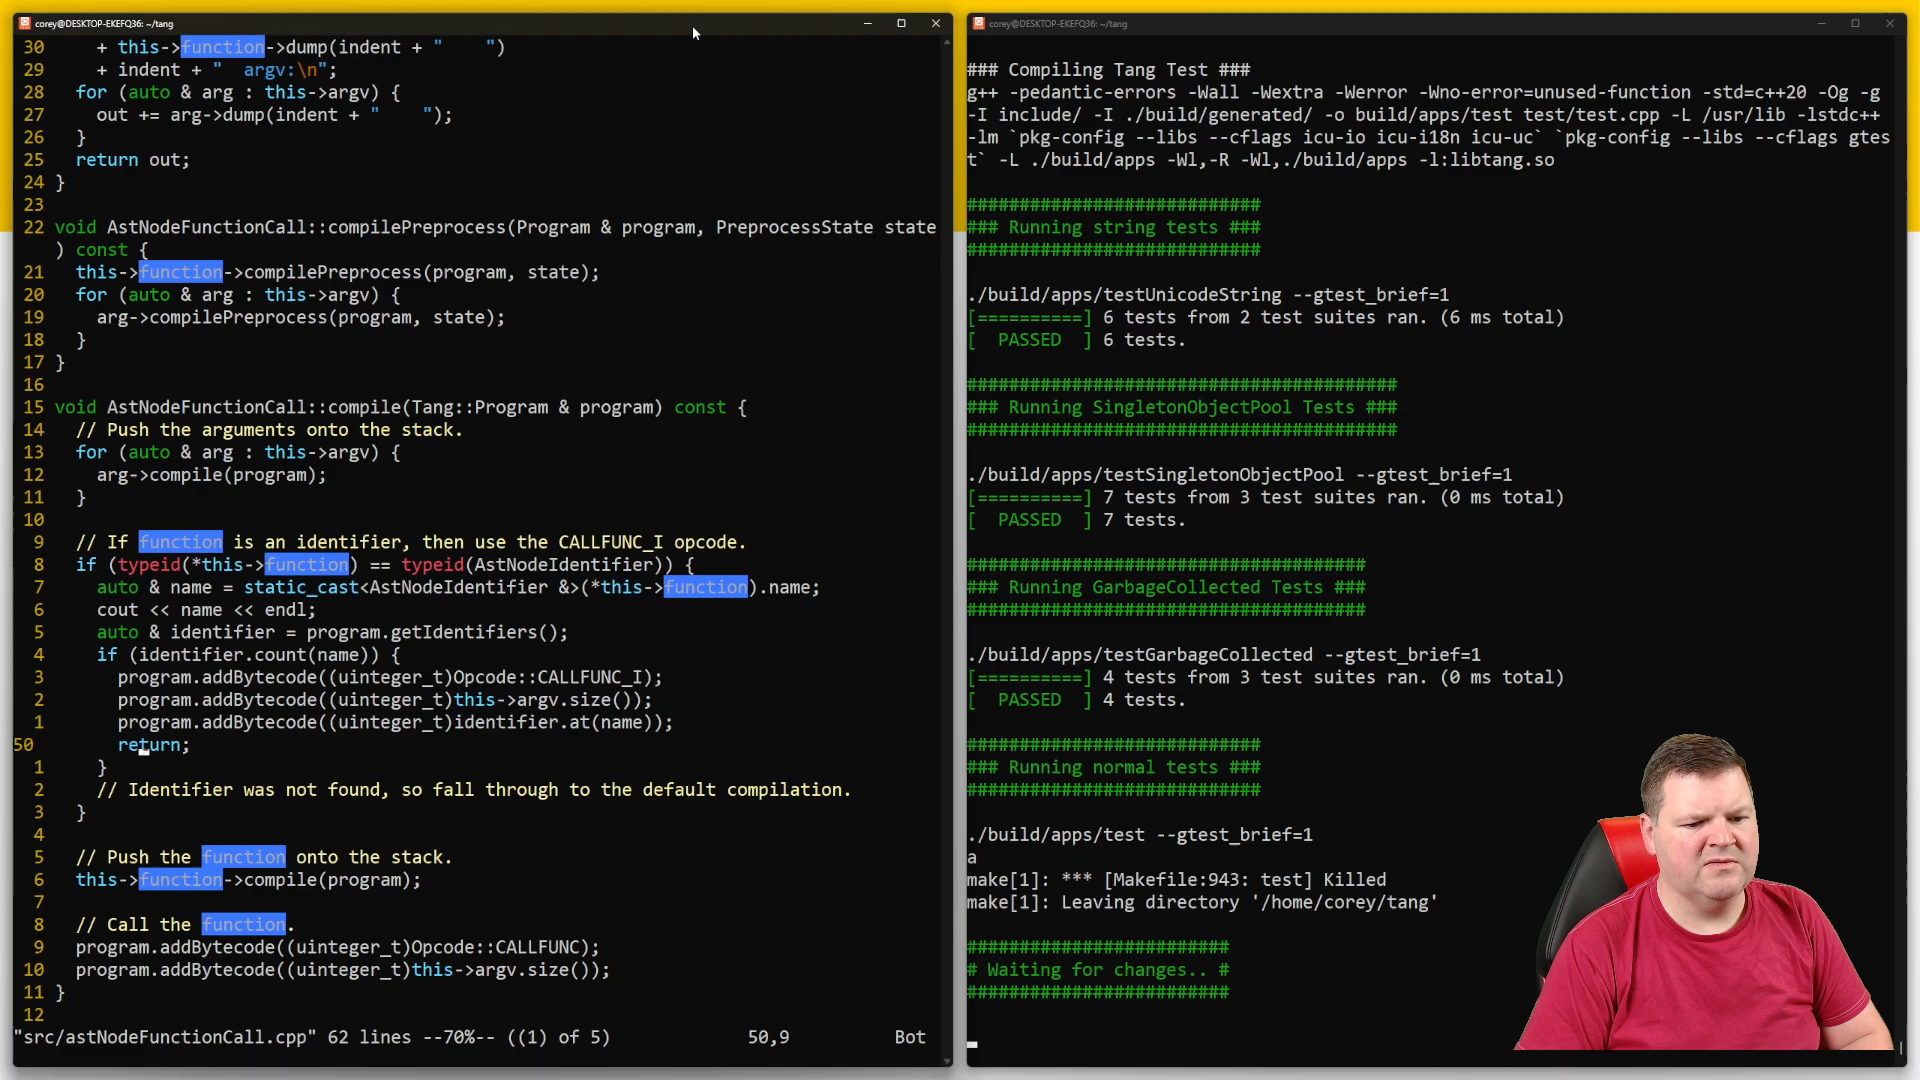 corey@DESKTOP-EKEFQ36: ~/tang
30 + this->function->dump(indent + "    ")
29 + indent + "  argv:\n";
28 for (auto & arg : this->argv) {
27 out += arg->dump(indent + "    ");
26 }
25 return out;
24 }
23
22 void AstNodeFunctionCall::compilePreprocess(Program & program, PreprocessState state
) const {
21 this->function->compilePreprocess(program, state);
20 for (auto & arg : this->argv) {
19 arg->compilePreprocess(program, state);
18 }
17 }
16
15 void AstNodeFunctionCall::compile(Tang::Program & program) const {
14 // Push the arguments onto the stack.
13 for (auto & arg : this->argv) {
12 arg->compile(program);
11 }
10
9 // If function is an identifier, then use the CALLFUNC_I opcode.
8 if (typeid(*this->function) == typeid(AstNodeIdentifier)) {
7 auto & name = static_cast<AstNodeIdentifier &>(*this->function).name;
6 cout << name << endl;
5 auto & identifier = program.getIdentifiers();
4 if (identifier.count(name)) {
3 program.addBytecode((uinteger_t)Opcode::CALLFUNC_I);
2 program.addBytecode((uinteger_t)this->argv.size());
1 program.addBytecode((uinteger_t)identifier.at(name));
50 return;
1 }
2 // Identifier was not found, so fall through to the default compilation.
3 }
4
5 // Push the function onto the stack.
6 this->function->compile(program);
7
8 // Call the function.
9 program.addBytecode((uinteger_t)Opcode::CALLFUNC);
10 program.addBytecode((uinteger_t)this->argv.size());
11 }
12
"src/astNodeFunctionCall.cpp" 62 lines --70%-- ((1) of 5) 50,9 Bot
corey@DESKTOP-EKEFQ36: ~/tang
### Compiling Tang Test ###
g++ -pedantic-errors -Wall -Wextra -Werror -Wno-error=unused-function -std=c++20 -Og -g
-I include/ -I ./build/generated/ -o build/apps/test test/test.cpp -L /usr/lib -lstdc++
-lm `pkg-config --libs --cflags icu-io icu-i18n icu-uc` `pkg-config --libs --cflags gtes
t` -L ./build/apps -Wl,-R -Wl,./build/apps -l:libtang.so
############################
### Running string tests ###
############################
./build/apps/testUnicodeString --gtest_brief=1
[==========] 6 tests from 2 test suites ran. (6 ms total)
[  PASSED  ] 6 tests.
#########################################
### Running SingletonObjectPool Tests ###
#########################################
./build/apps/testSingletonObjectPool --gtest_brief=1
[==========] 7 tests from 3 test suites ran. (0 ms total)
[  PASSED  ] 7 tests.
######################################
### Running GarbageCollected Tests ###
######################################
./build/apps/testGarbageCollected --gtest_brief=1
[==========] 4 tests from 3 test suites ran. (0 ms total)
[  PASSED  ] 4 tests.
############################
### Running normal tests ###
############################
./build/apps/test --gtest_brief=1
a
make[1]: *** [Makefile:943: test] Killed
make[1]: Leaving directory '/home/corey/tang'
#########################
# Waiting for changes.. #
#########################